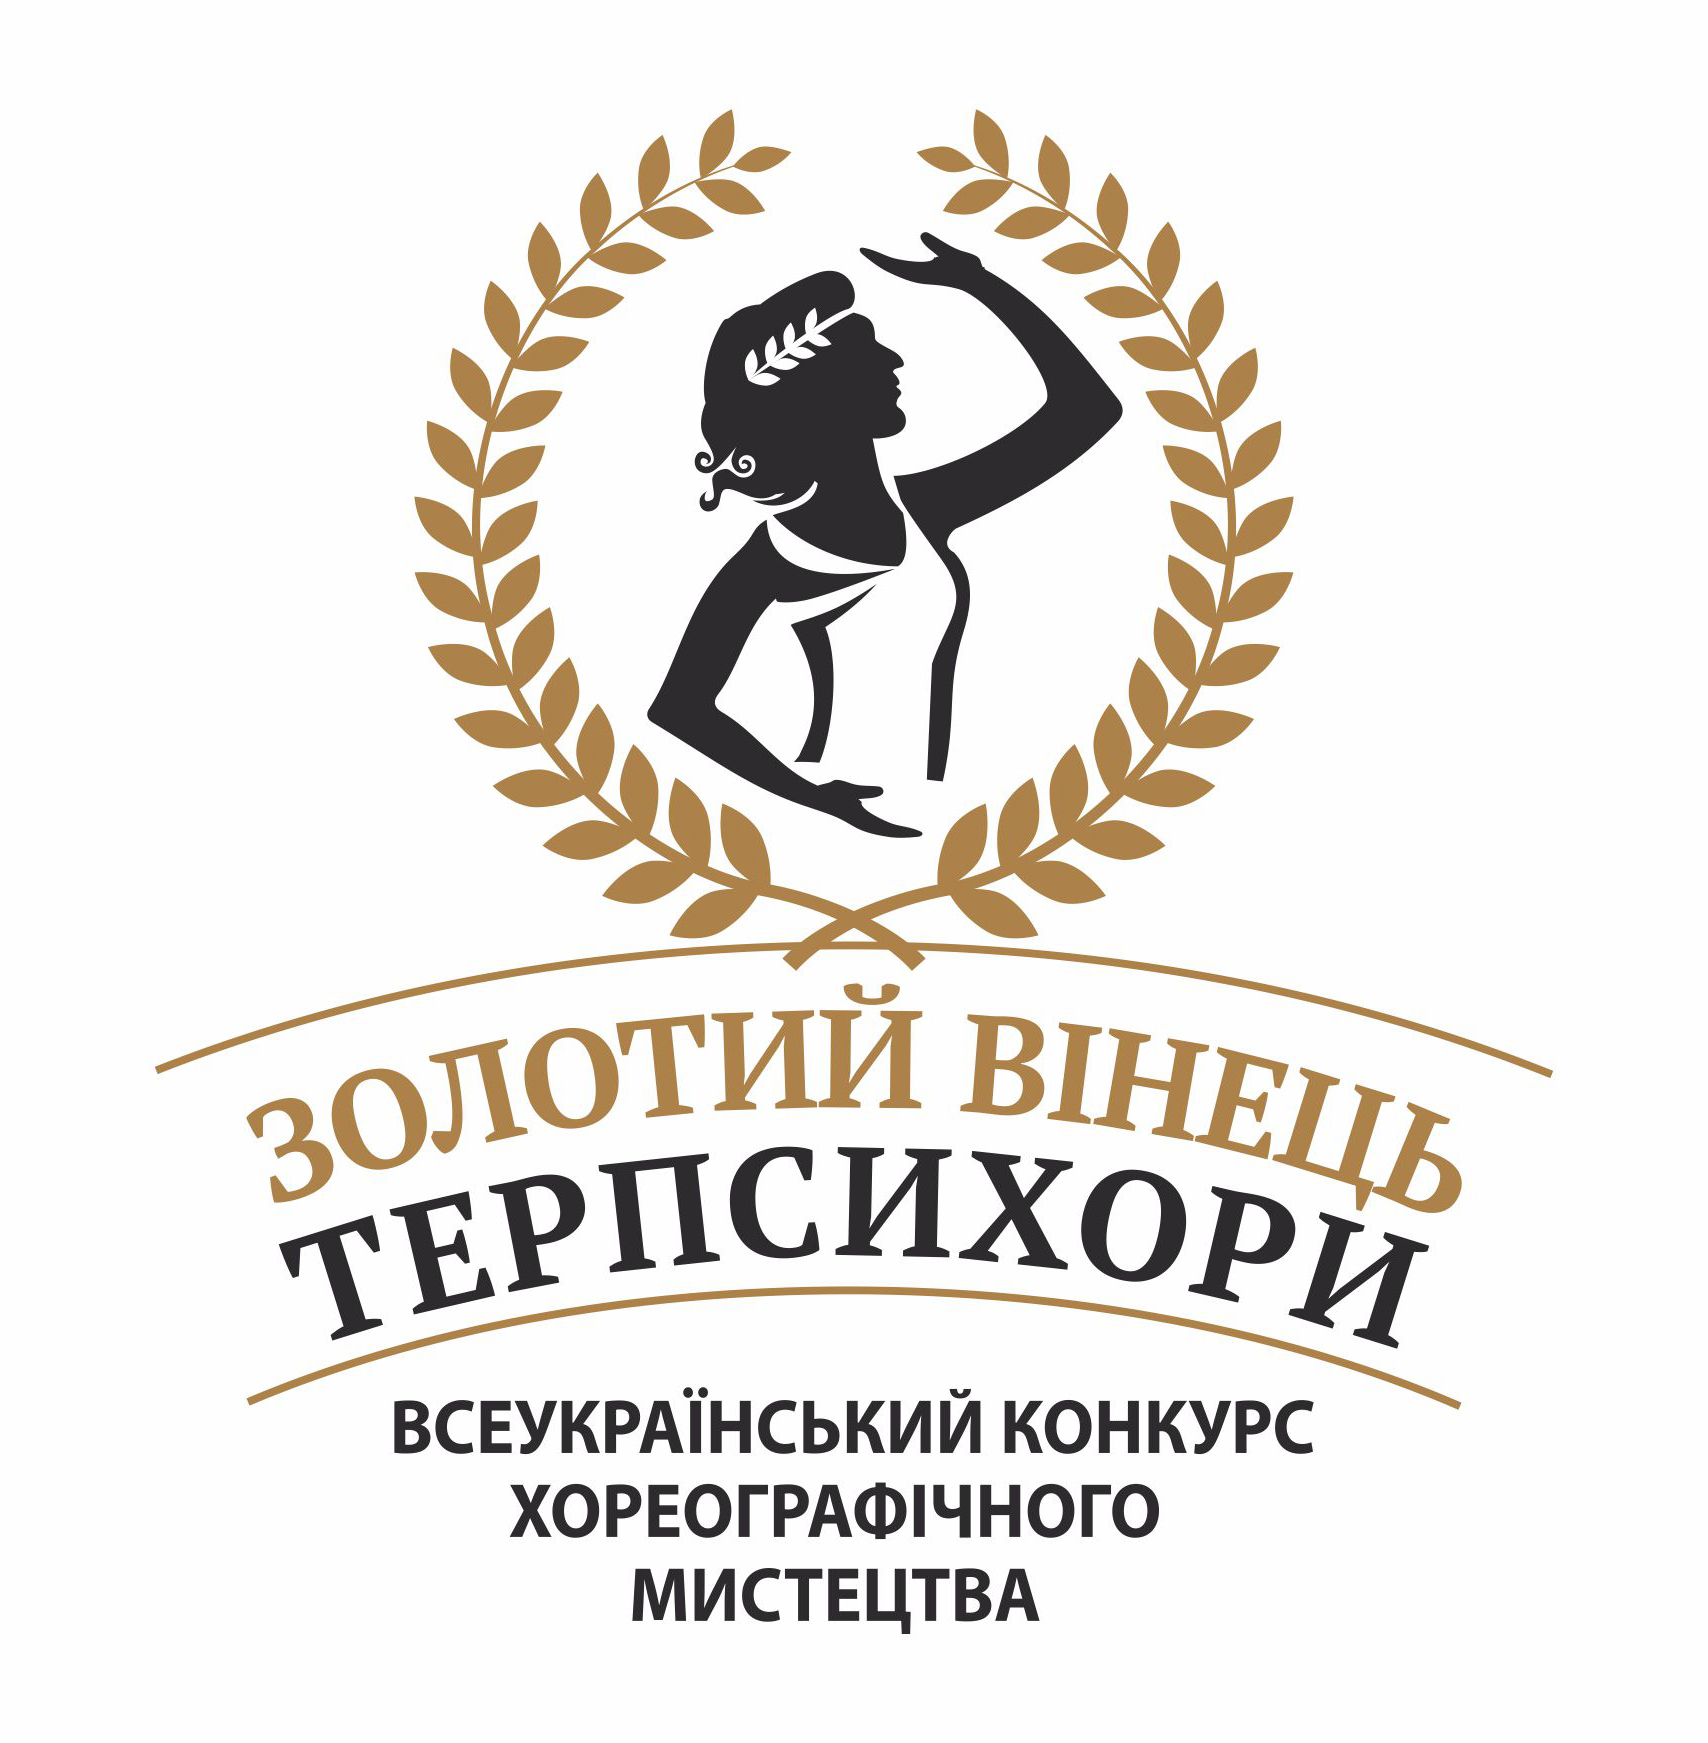 ЗОЛОТИЙ ВІНЕЦЬ
ТЕРПСИХОРИ
ВСЕУКРАЇНСЬКИЙ КОНКУРС
ХОРЕОГРАФІЧНОГО
МИСТЕЦТВА